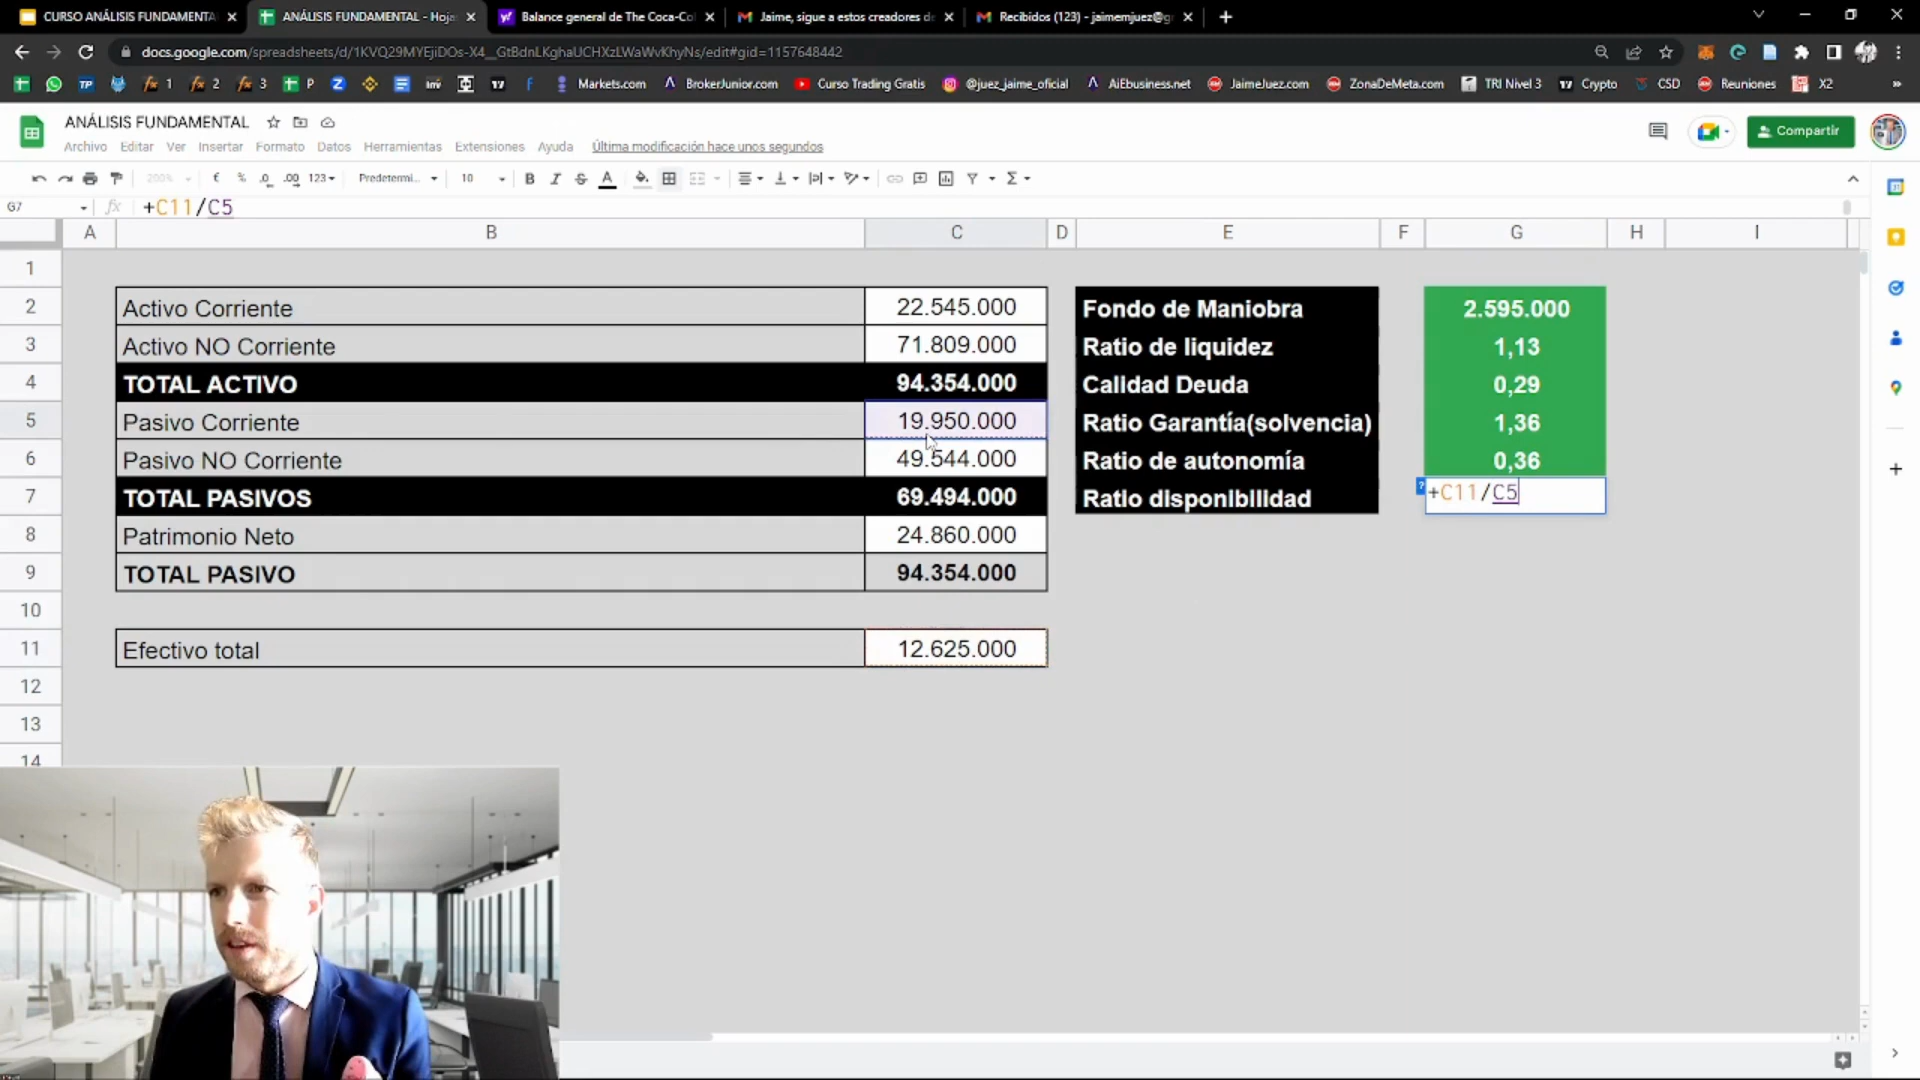 CURSO ANÁLISIS FUNDAMENTA
ANÁLISIS FUNDAMENTAL - Hoja
Balance general de The Coca-Co
Jaime, sigue a estos creadores de
Recibidos (123) - jaimemjuez@g
docs.google.com/spreadsheets/d/1KVQ29MYEjiDOs-X4__GtBdnLKghaUCHXzLWaWvKhyNs/edit#gid=1157648442
1
2
3
P
Markets.com
BrokerJunior.com
Curso Trading Gratis
@juez_jaime_oficial
AiEbusiness.net
JaimeJuez.com
ZonaDeMeta.com
TRI Nivel 3
Crypto
CSD
Reuniones
X2
ANÁLISIS FUNDAMENTAL
Compartir
Archivo Editar Ver Insertar Formato Datos Herramientas Extensiones Ayuda Última modificación hace unos segundos
200% € % .0 .00 123 Predetermi... 10 B I S A
G7 fx +C11/C5
A B C D E F G H I
1
2 Activo Corriente 22.545.000 Fondo de Maniobra 2.595.000
3 Activo NO Corriente 71.809.000 Ratio de liquidez 1,13
4 TOTAL ACTIVO 94.354.000 Calidad Deuda 0,29
5 Pasivo Corriente 19.950.000 Ratio Garantía(solvencia) 1,36
6 Pasivo NO Corriente 49.544.000 Ratio de autonomía 0,36
7 TOTAL PASIVOS 69.494.000 Ratio disponibilidad ? +C11/C5
8 Patrimonio Neto 24.860.000
9 TOTAL PASIVO 94.354.000
10
11 Efectivo total 12.625.000
12
13
14